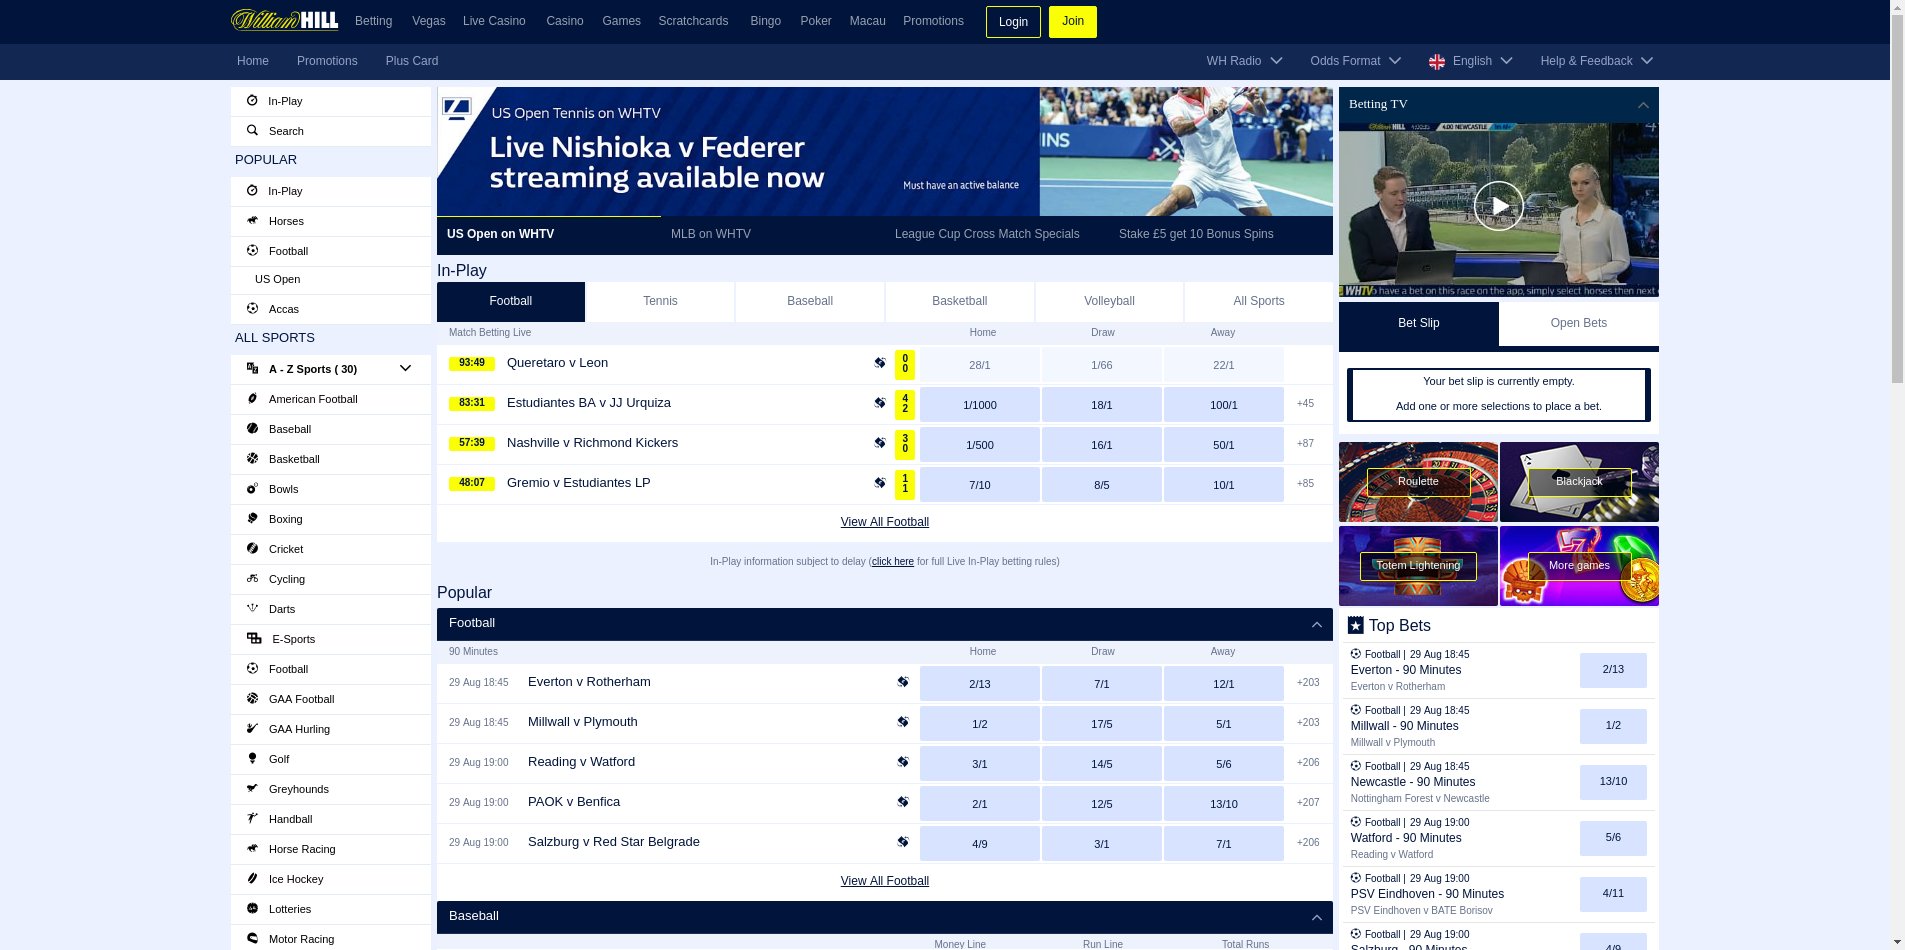 William HILL Betting Vegas Live Casino Casino Games Scratchcards Bingo Poker Macau Promotions Login Join
Home Promotions Plus Card WH Radio Odds Format English Help & Feedback
In-Play
Search
POPULAR
In-Play
Horses
Football
US Open
Accas
ALL SPORTS
A - Z Sports ( 30)
American Football
Baseball
Basketball
Bowls
Boxing
Cricket
Cycling
Darts
E-Sports
Football
GAA Football
GAA Hurling
Golf
Greyhounds
Handball
Horse Racing
Ice Hockey
Lotteries
Motor Racing
US Open Tennis on WHTV
Live Nishioka v Federer
streaming available now
Must have an active balance
US Open on WHTV MLB on WHTV League Cup Cross Match Specials Stake £5 get 10 Bonus Spins
In-Play
Football Tennis Baseball Basketball Volleyball All Sports
Match Betting Live Home Draw Away
93:49 Queretaro v Leon 0 0 28/1 1/66 22/1
83:31 Estudiantes BA v JJ Urquiza 4 2 1/1000 18/1 100/1 +45
57:39 Nashville v Richmond Kickers 3 0 1/500 16/1 50/1 +87
48:07 Gremio v Estudiantes LP 1 1 7/10 8/5 10/1 +85
View All Football
In-Play information subject to delay (click here for full Live In-Play betting rules)
Popular
Football
90 Minutes Home Draw Away
29 Aug 18:45 Everton v Rotherham 2/13 7/1 12/1 +203
29 Aug 18:45 Millwall v Plymouth 1/2 17/5 5/1 +203
29 Aug 19:00 Reading v Watford 3/1 14/5 5/6 +206
29 Aug 19:00 PAOK v Benfica 2/1 12/5 13/10 +207
29 Aug 19:00 Salzburg v Red Star Belgrade 4/9 3/1 7/1 +206
View All Football
Baseball
Money Line Run Line Total Runs
Betting TV
4.00 NEWCASTLE
WHTV o have a bet on this race on the app, simply select horses then next
Bet Slip Open Bets
Your bet slip is currently empty.
Add one or more selections to place a bet.
Roulette Blackjack
Totem Lightening More games
Top Bets
Football | 29 Aug 18:45
Everton - 90 Minutes 2/13
Everton v Rotherham
Football | 29 Aug 18:45
Millwall - 90 Minutes 1/2
Millwall v Plymouth
Football | 29 Aug 18:45
Newcastle - 90 Minutes 13/10
Nottingham Forest v Newcastle
Football | 29 Aug 19:00
Watford - 90 Minutes 5/6
Reading v Watford
Football | 29 Aug 19:00
PSV Eindhoven - 90 Minutes 4/11
PSV Eindhoven v BATE Borisov
Football | 29 Aug 19:00
Salzburg - 90 Minutes 4/9